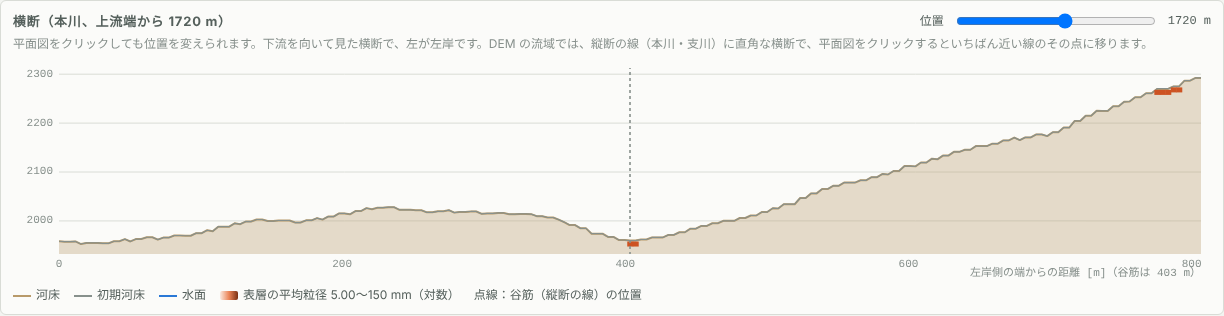 横断（本川、上流端から 1720 m）
位置 1720 m
平面図をクリックしても位置を変えられます。下流を向いて見た横断で、左が左岸です。DEM の流域では、縦断の線（本川・支川）に直角な横断で、平面図をクリックするといちばん近い線のその点に移ります。
2300
2200
2100
2000
0 200 400 600 800
左岸側の端からの距離 [m]（谷筋は 403 m）
河床 初期河床 水面 表層の平均粒径 5.00〜150 mm（対数） 点線：谷筋（縦断の線）の位置